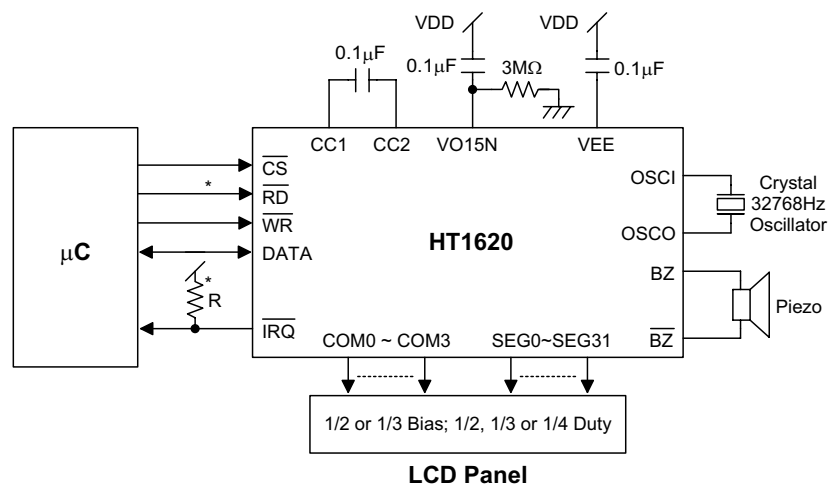 VDD VDD
0.1μF 0.1μF 3MΩ 0.1μF
CC1 CC2 VO15N VEE
CS
* RD
WR
DATA
μC
* R
IRQ
HT1620
OSCI
OSCO
Crystal
32768Hz
Oscillator
BZ
BZ
Piezo
COM0 ~ COM3 SEG0~SEG31
1/2 or 1/3 Bias; 1/2, 1/3 or 1/4 Duty
LCD Panel